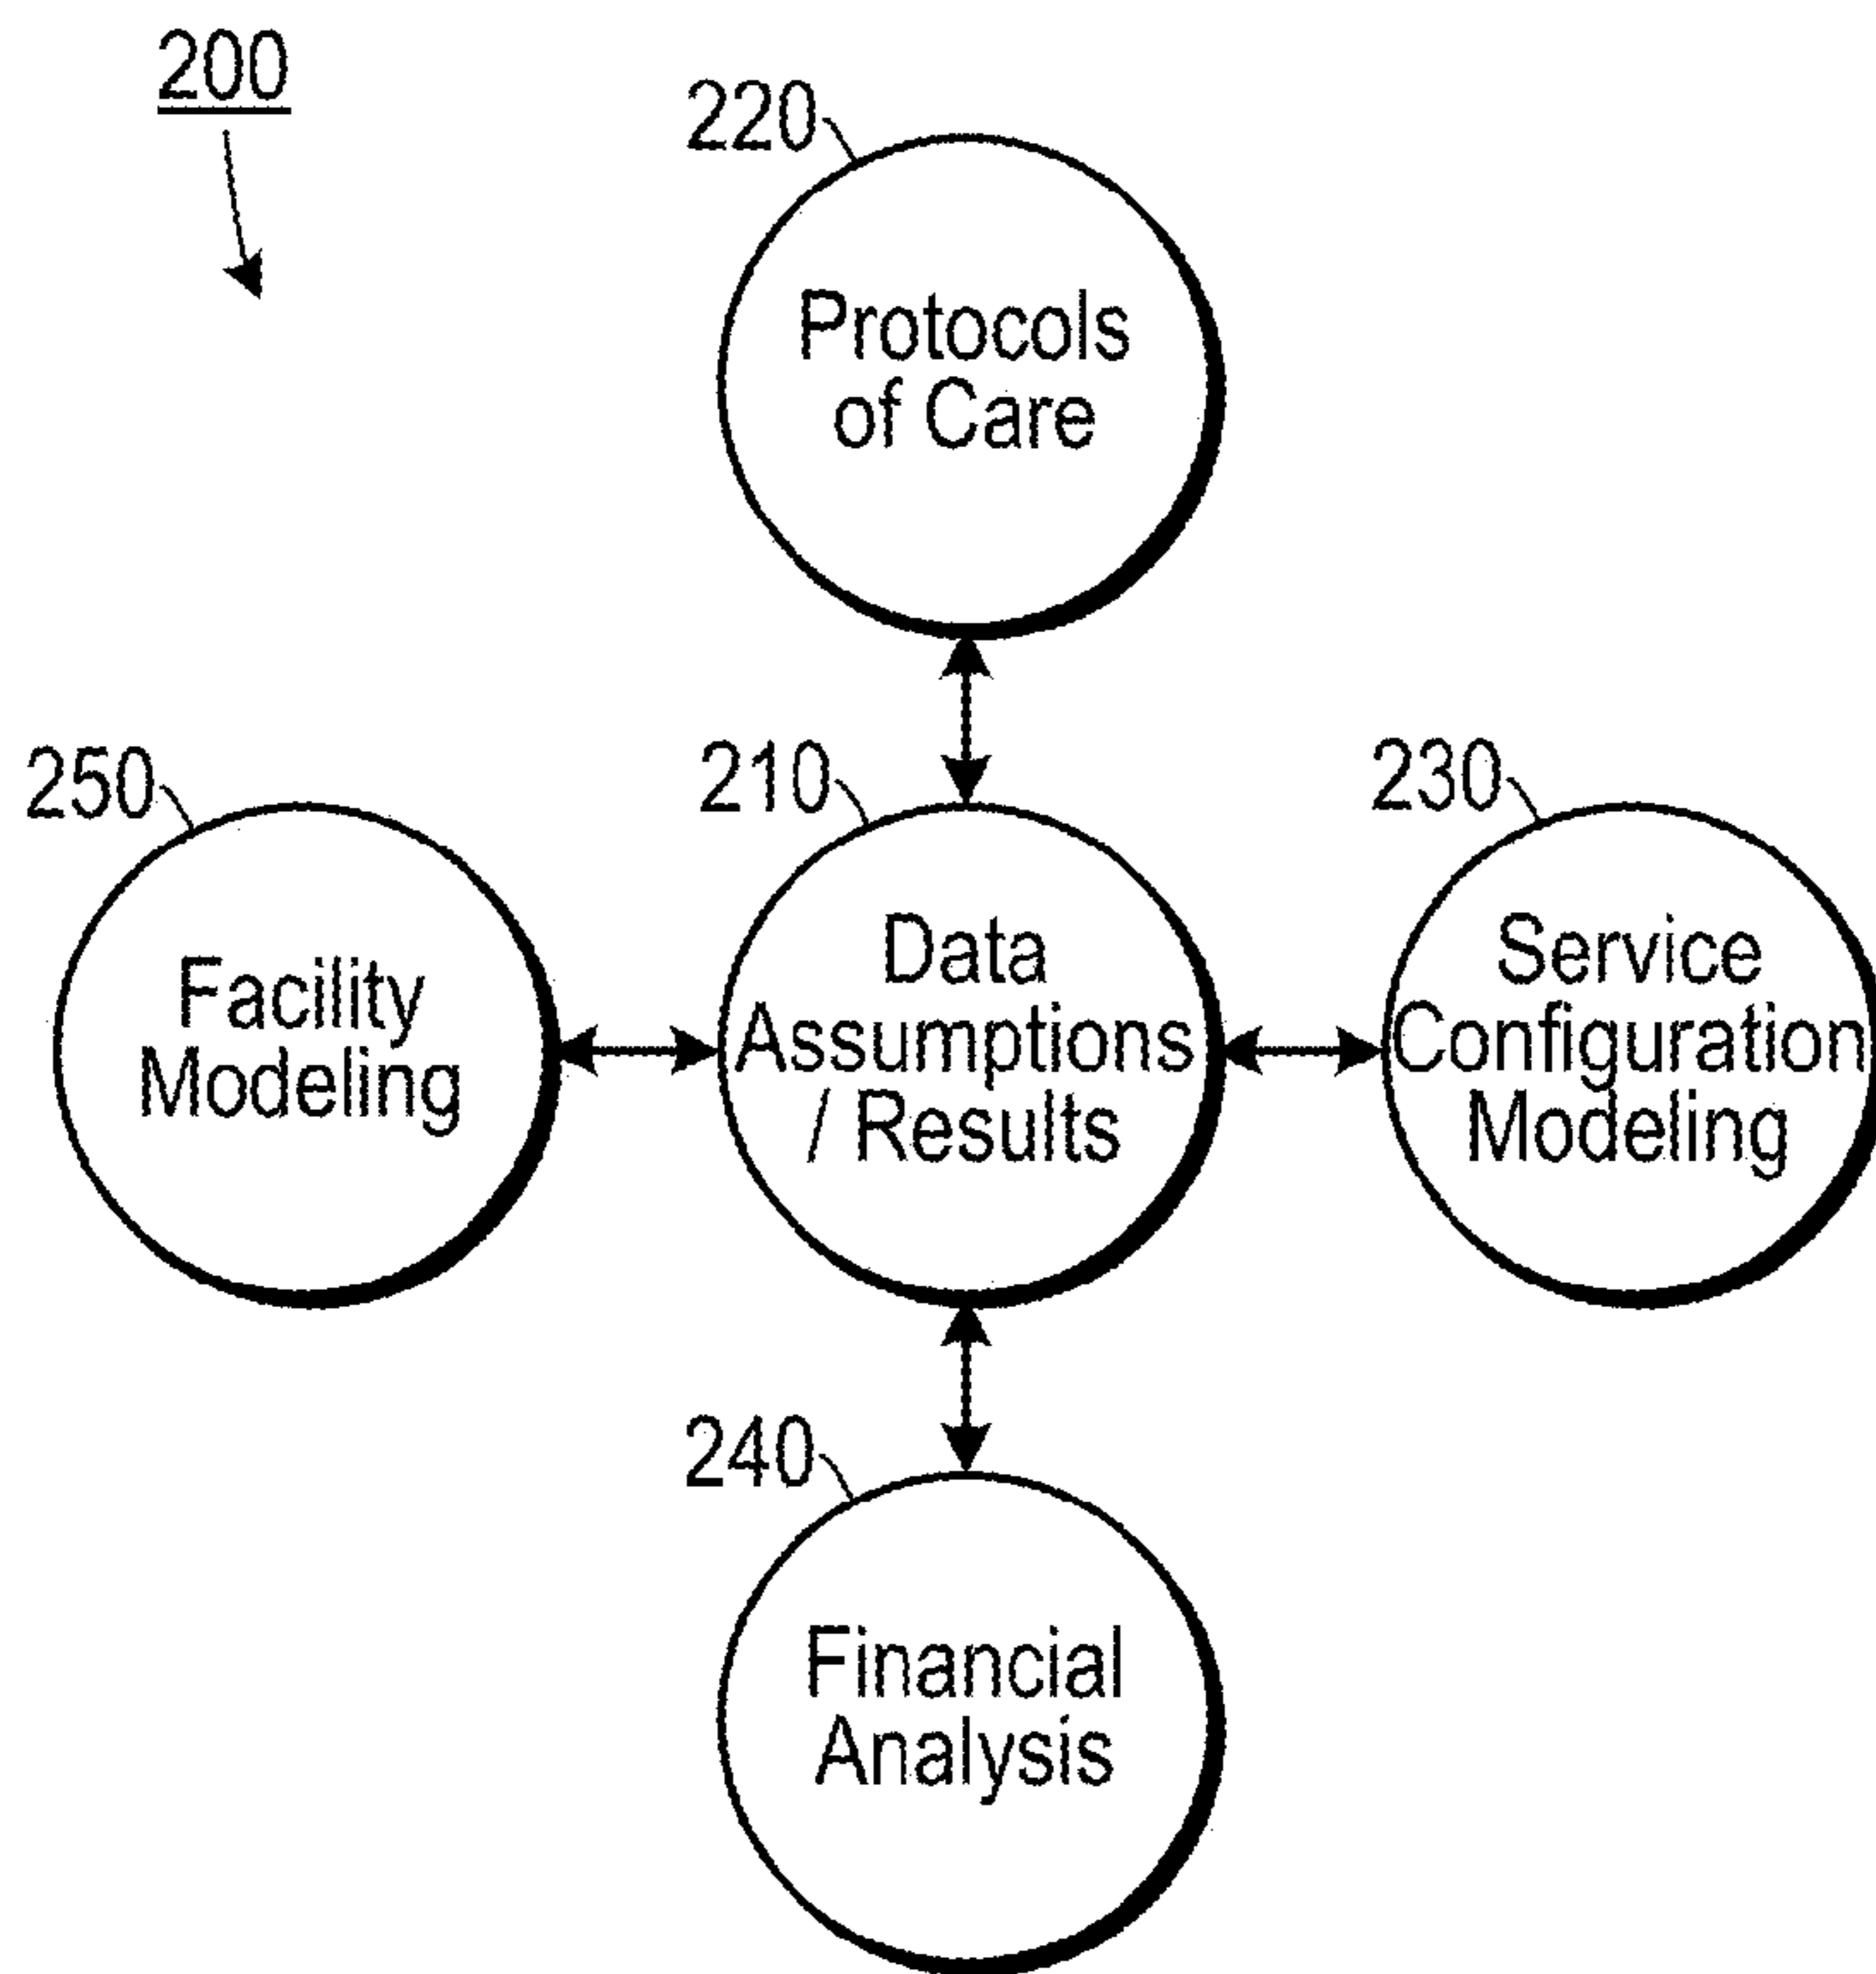 200
220
Protocols
of Care
250
Facility
Modeling
210
Data
Assumptions
/ Results
230
Service
Configuration
Modeling
240
Financial
Analysis